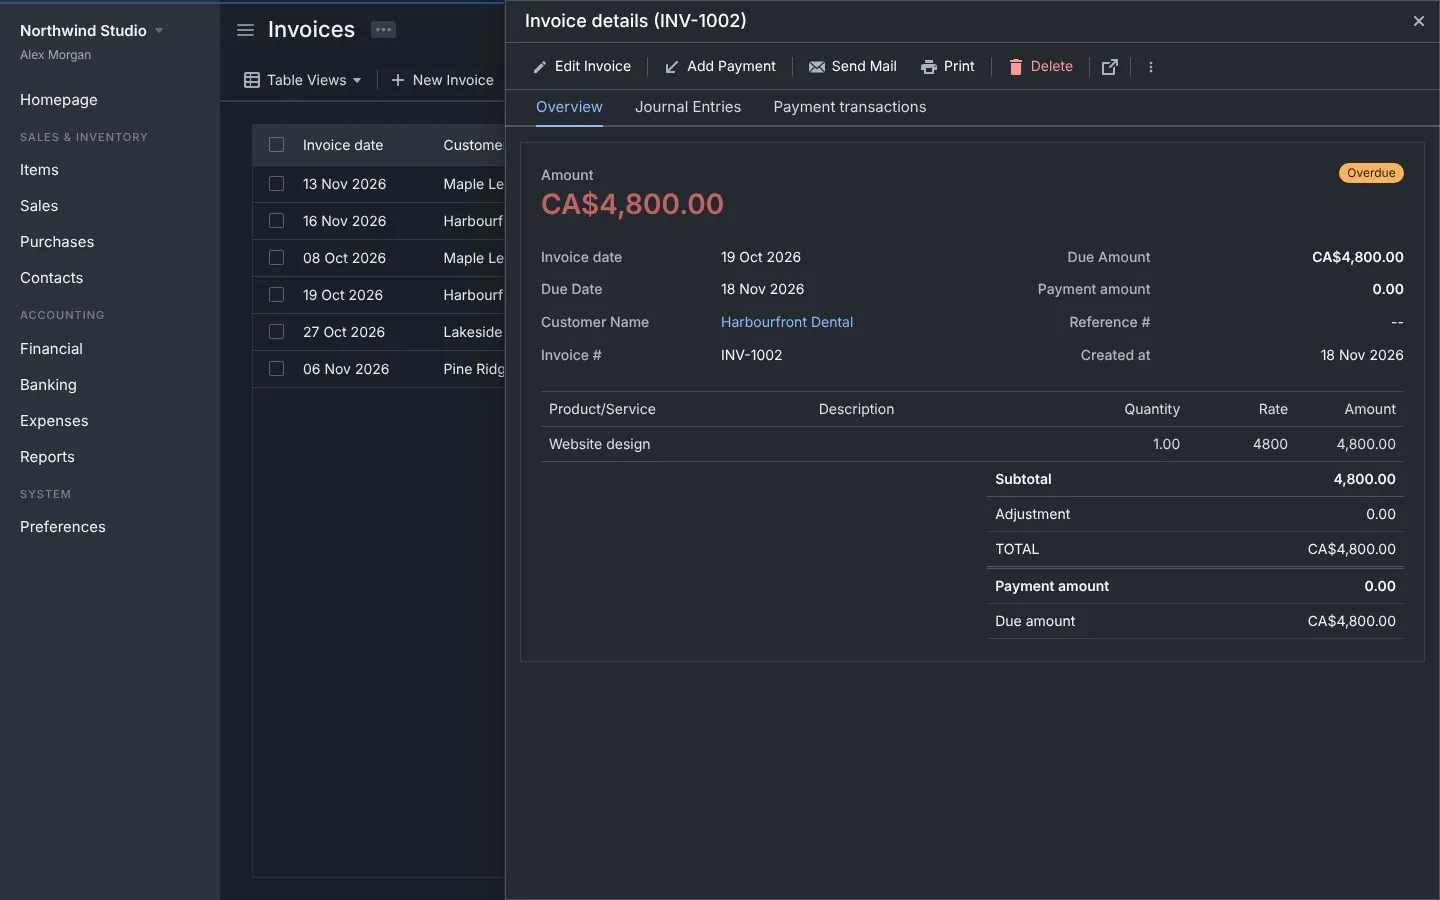 Northwind Studio
Alex Morgan
Homepage
SALES & INVENTORY
Items
Sales
Purchases
Contacts
ACCOUNTING
Financial
Banking
Expenses
Reports
SYSTEM
Preferences
Invoices
Table Views
New Invoice
Invoice date Custome
13 Nov 2026 Maple Le
16 Nov 2026 Harbourf
08 Oct 2026 Maple Le
19 Oct 2026 Harbourf
27 Oct 2026 Lakeside
06 Nov 2026 Pine Ridg
Invoice details (INV-1002)
Edit Invoice Add Payment Send Mail Print Delete
Overview Journal Entries Payment transactions
Amount
Overdue
CA$4,800.00
Invoice date 19 Oct 2026 Due Amount CA$4,800.00
Due Date 18 Nov 2026 Payment amount 0.00
Customer Name Harbourfront Dental Reference # --
Invoice # INV-1002 Created at 18 Nov 2026
Product/Service Description Quantity Rate Amount
Website design 1.00 4800 4,800.00
Subtotal 4,800.00
Adjustment 0.00
TOTAL CA$4,800.00
Payment amount 0.00
Due amount CA$4,800.00